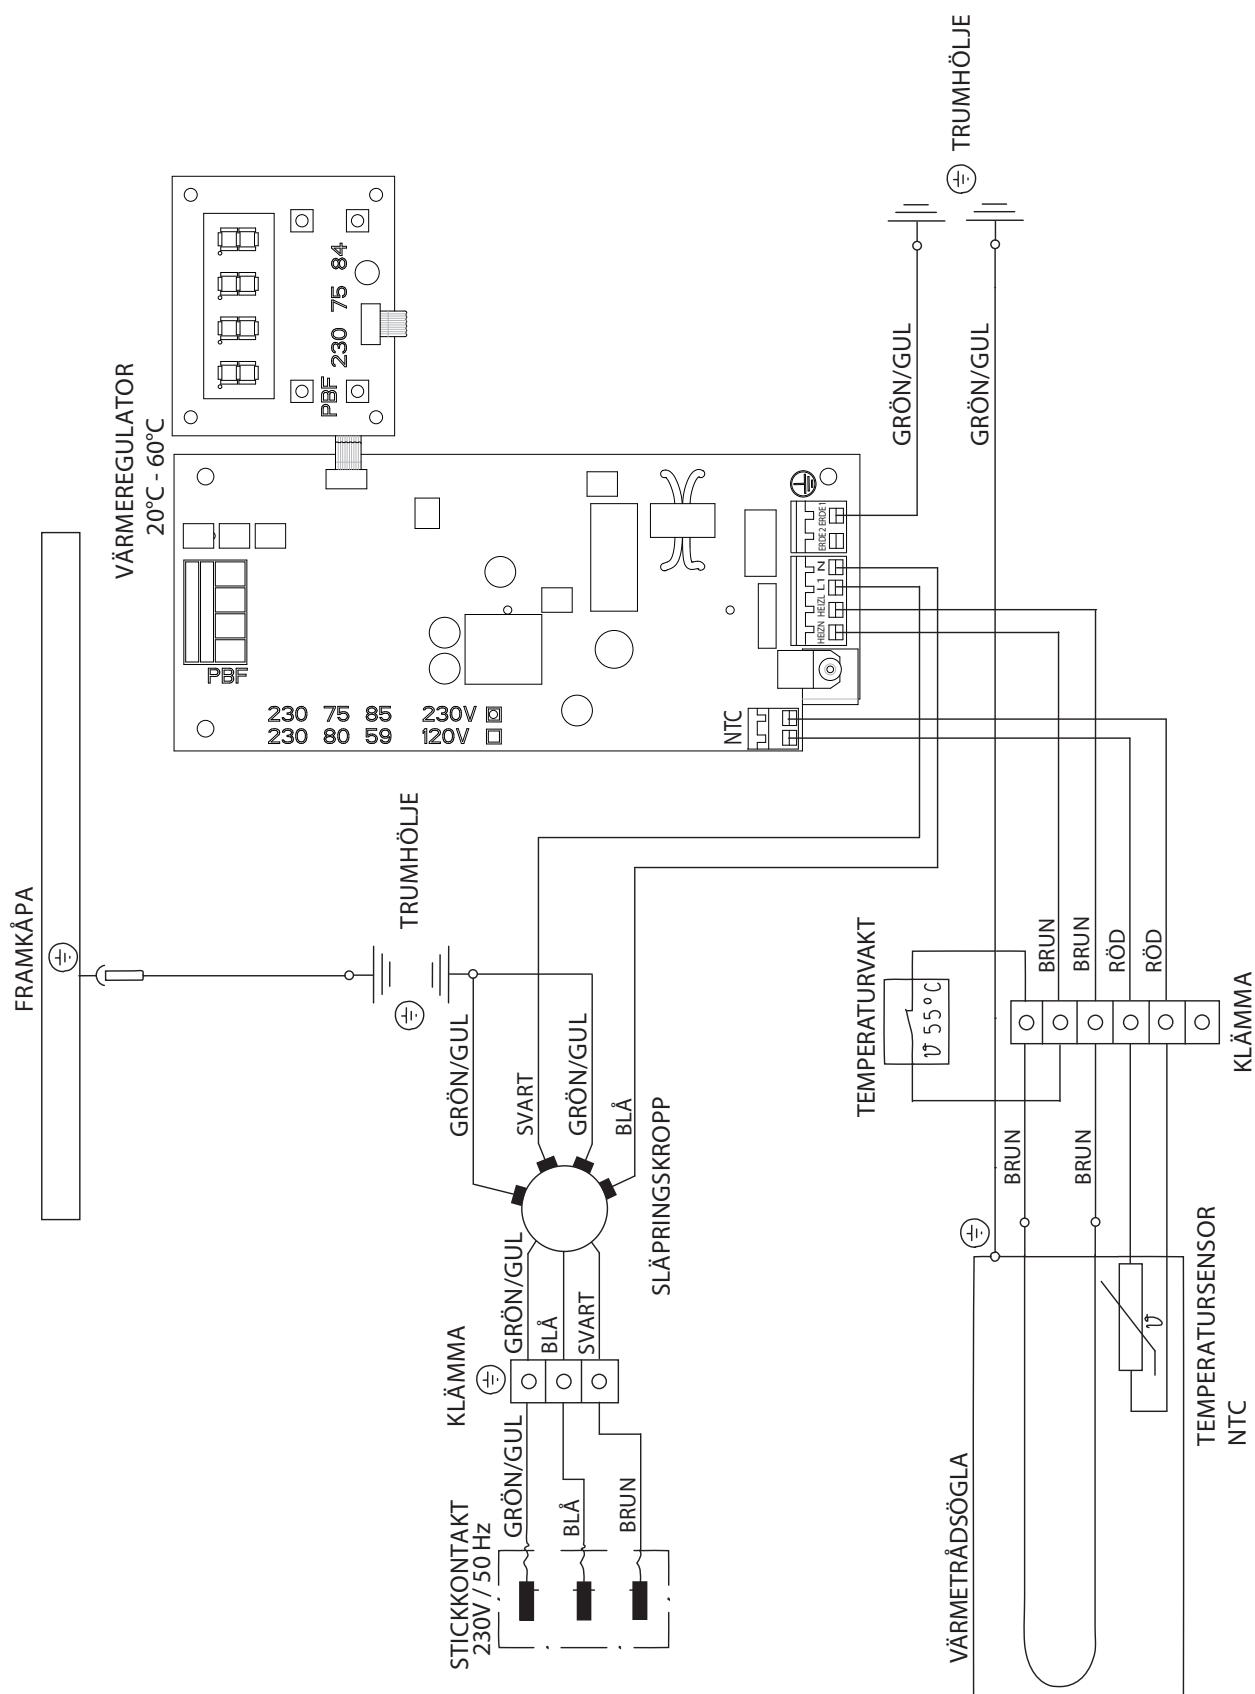 FRAMKÅPA
VÄRMEREGULATOR
20°C - 60°C
PBF 230 75 84
PBF
230 75 85 230V
230 80 59 120V
NTC
HEIZN HEIZL L1 N
ERDE2 ERDE1
TRUMHÖLJE
GRÖN/GUL
GRÖN/GUL
TRUMHÖLJE
GRÖN/GUL
SVART
GRÖN/GUL
BLÅ
SLÄPRINGSKROPP
KLÄMMA
GRÖN/GUL
BLÅ
SVART
STICKKONTAKT
230V / 50 Hz
GRÖN/GUL
BLÅ
BRUN
TEMPERATURVAKT
ϑ 55°C
BRUN
BRUN
RÖD
RÖD
KLÄMMA
BRUN
BRUN
VÄRMETRÅDSÖGLA
ϑ
TEMPERATURSENSOR
NTC